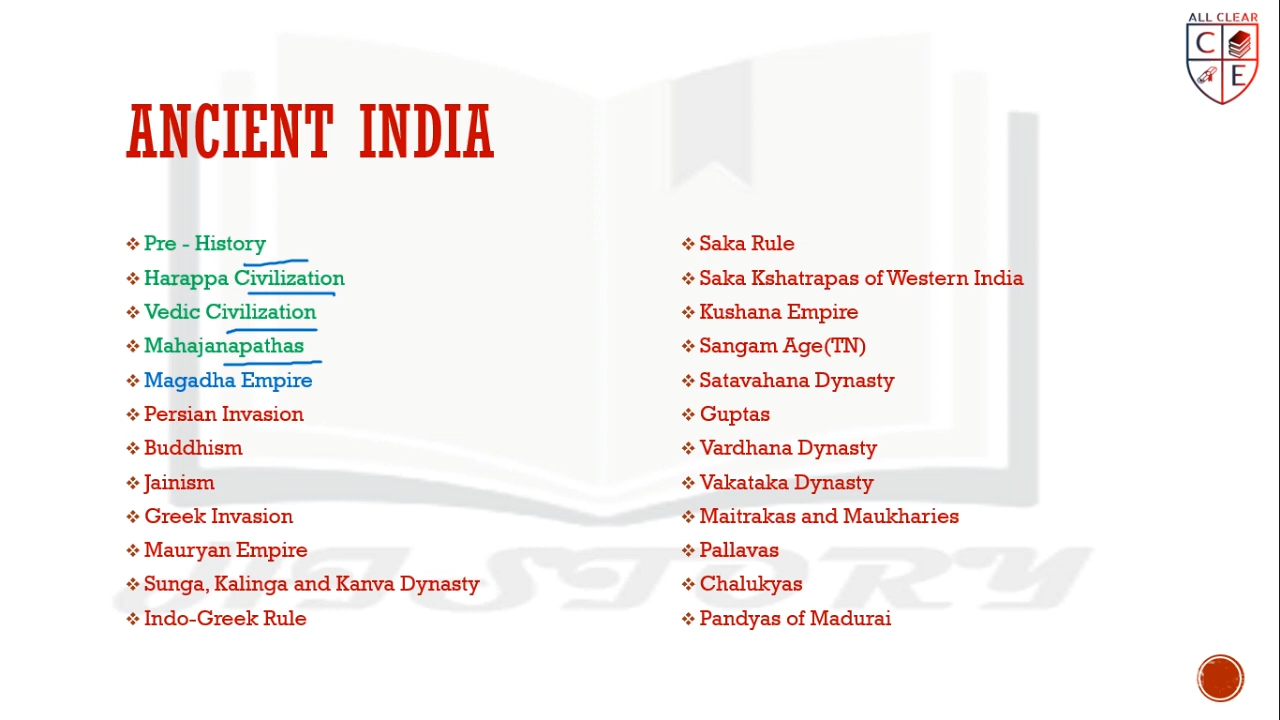 ALL CLEAR
C
E
ANCIENT INDIA
Pre - History
Harappa Civilization
Vedic Civilization
Mahajanapathas
Magadha Empire
Persian Invasion
Buddhism
Jainism
Greek Invasion
Mauryan Empire
Sunga, Kalinga and Kanva Dynasty
Indo-Greek Rule
Saka Rule
Saka Kshatrapas of Western India
Kushana Empire
Sangam Age(TN)
Satavahana Dynasty
Guptas
Vardhana Dynasty
Vakataka Dynasty
Maitrakas and Maukharies
Pallavas
Chalukyas
Pandyas of Madurai
HISTORY